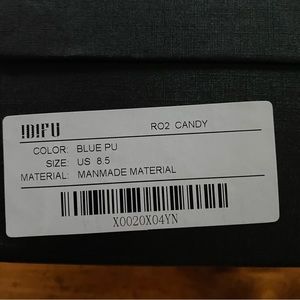 IDIFU RO2 CANDY
COLOR: BLUE PU
SIZE: US 8.5
MATERIAL: MANMADE MATERIAL
X0020X04YN